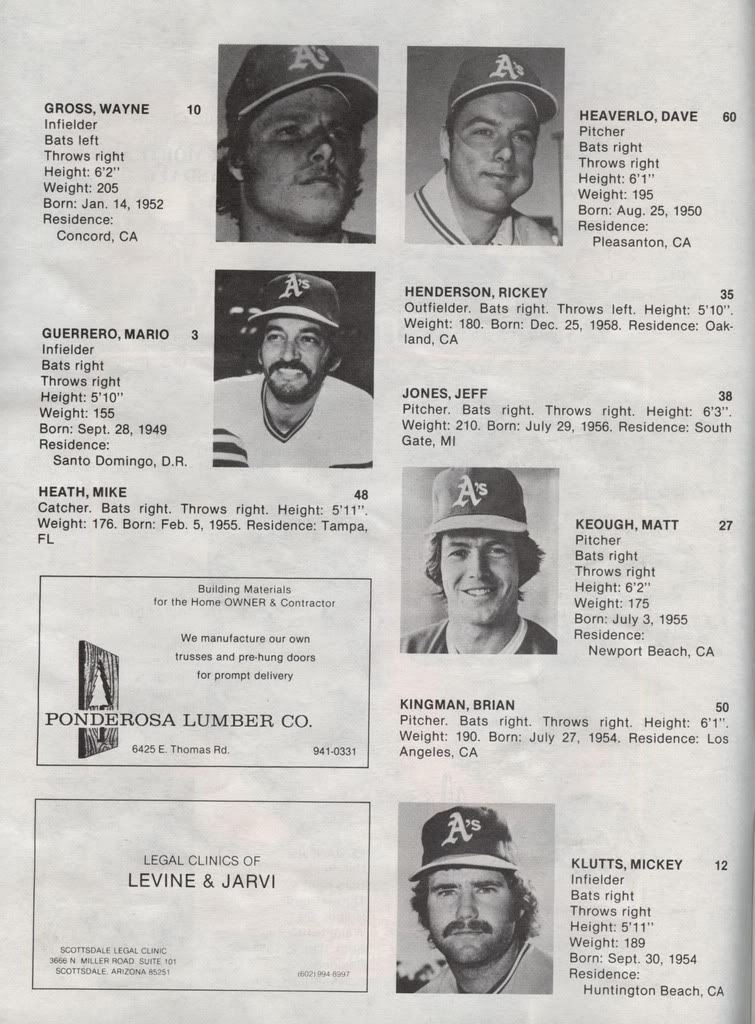 GROSS, WAYNE 10
Infielder
Bats left
Throws right
Height: 6'2"
Weight: 205
Born: Jan. 14, 1952
Residence:
Concord, CA
A's
GUERRERO, MARIO 3
Infielder
Bats right
Throws right
Height: 5'10"
Weight: 155
Born: Sept. 28, 1949
Residence:
Santo Domingo, D.R.
A's
HEATH, MIKE 48
Catcher. Bats right. Throws right. Height: 5'11".
Weight: 176. Born: Feb. 5, 1955. Residence: Tampa,
FL
Building Materials
for the Home OWNER & Contractor
We manufacture our own
trusses and pre-hung doors
for prompt delivery
PONDEROSA LUMBER CO.
6425 E. Thomas Rd. 941-0331
LEGAL CLINICS OF
LEVINE & JARVI
SCOTTSDALE LEGAL CLINIC
3666 N. MILLER ROAD SUITE 101
SCOTTSDALE, ARIZONA 85251
(602) 994-8997
A's
HEAVERLO, DAVE 60
Pitcher
Bats right
Throws right
Height: 6'1"
Weight: 195
Born: Aug. 25, 1950
Residence:
Pleasanton, CA
HENDERSON, RICKEY 35
Outfielder. Bats right. Throws left. Height: 5'10".
Weight: 180. Born: Dec. 25, 1958. Residence: Oak-
land, CA
JONES, JEFF 38
Pitcher. Bats right. Throws right. Height: 6'3".
Weight: 210. Born: July 29, 1956. Residence: South
Gate, MI
A's
KEOUGH, MATT 27
Pitcher
Bats right
Throws right
Height: 6'2"
Weight: 175
Born: July 3, 1955
Residence:
Newport Beach, CA
KINGMAN, BRIAN 50
Pitcher. Bats right. Throws right. Height: 6'1".
Weight: 190. Born: July 27, 1954. Residence: Los
Angeles, CA
A's
KLUTTS, MICKEY 12
Infielder
Bats right
Throws right
Height: 5'11"
Weight: 189
Born: Sept. 30, 1954
Residence:
Huntington Beach, CA